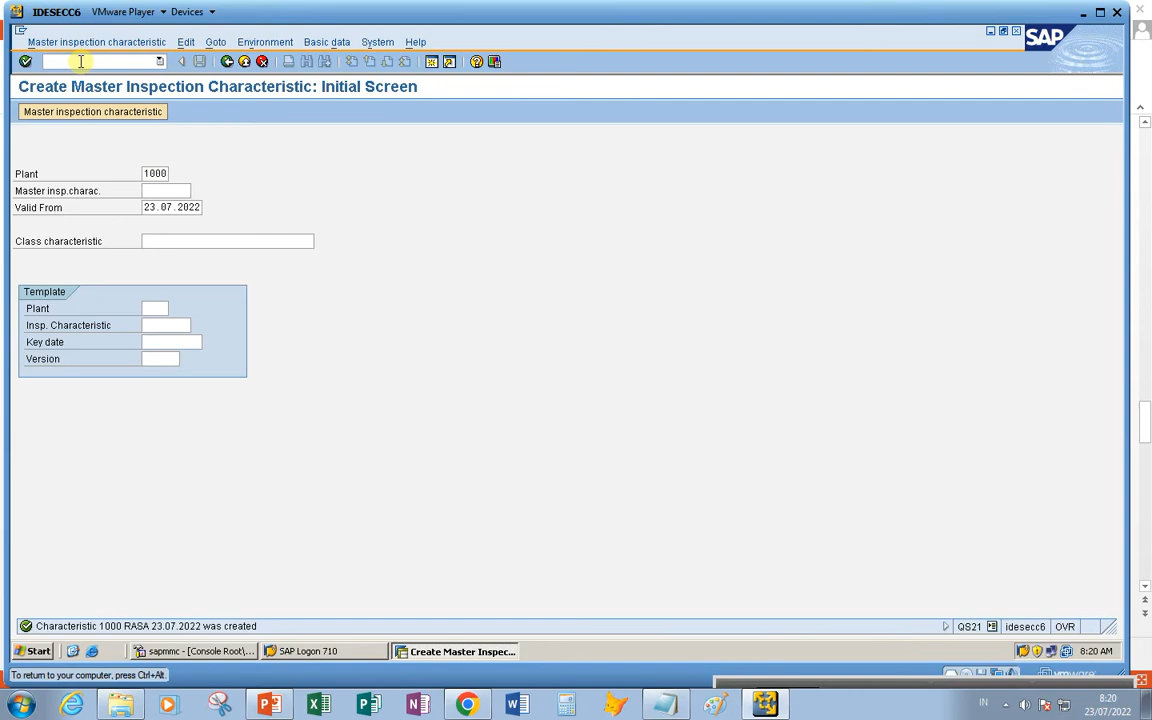 IDESECC6 VMware Player Devices
Master inspection characteristic Edit Goto Environment Basic data System Help
SAP
Create Master Inspection Characteristic: Initial Screen
Master inspection characteristic
Plant 1000
Master insp.charac.
Valid From 23.07.2022
Class characteristic
Template
Plant
Insp. Characteristic
Key date
Version
Characteristic 1000 RASA 23.07.2022 was created QS21 idesecc6 OVR
Start sapmmc - [Console Root\... SAP Logon 710 Create Master Inspec... 8:20 AM
To return to your computer, press Ctrl+Alt. vmware
IN 8:20
23/07/2022